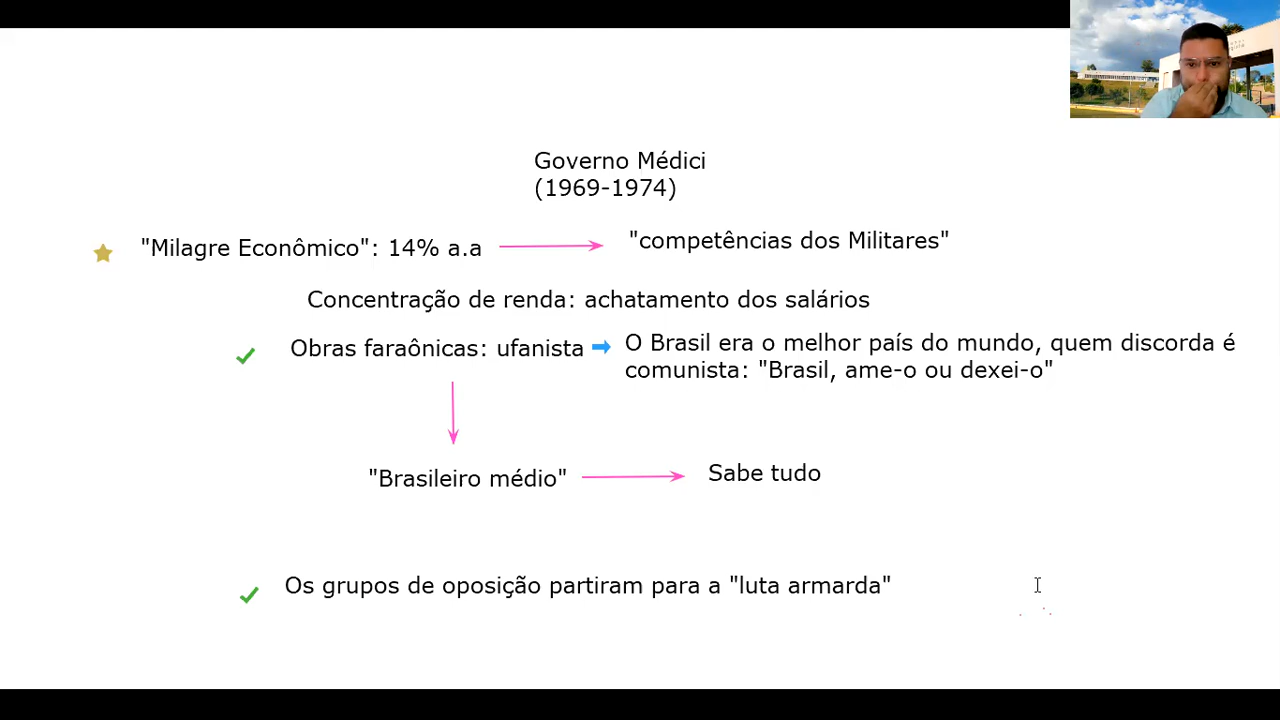 Governo Médici
(1969-1974)
"Milagre Econômico": 14% a.a
"competências dos Militares"
Concentração de renda: achatamento dos salários
Obras faraônicas: ufanista
O Brasil era o melhor país do mundo, quem discorda é
comunista: "Brasil, ame-o ou dexei-o"
"Brasileiro médio"
Sabe tudo
Os grupos de oposição partiram para a "luta armarda"